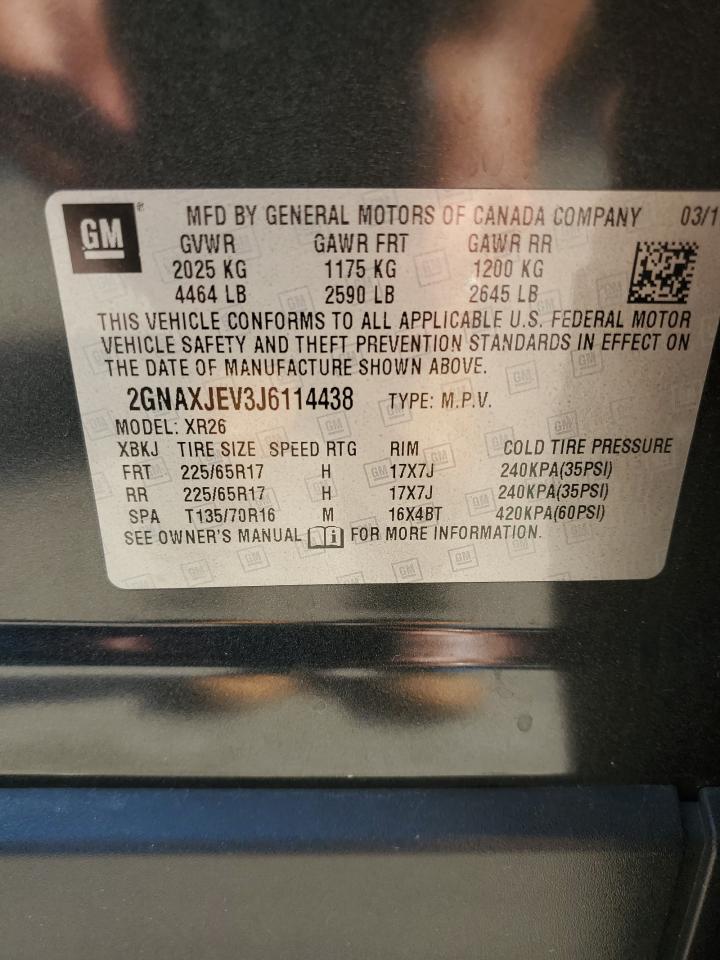 GM® MFD BY GENERAL MOTORS OF CANADA COMPANY 03/1
GVWR GAWR FRT GAWR RR
2025 KG 1175 KG 1200 KG
4464 LB 2590 LB 2645 LB
THIS VEHICLE CONFORMS TO ALL APPLICABLE U.S. FEDERAL MOTOR
VEHICLE SAFETY AND THEFT PREVENTION STANDARDS IN EFFECT ON
THE DATE OF MANUFACTURE SHOWN ABOVE.
2GNAXJEV3J6114438 TYPE: M.P.V.
MODEL: XR26
XBKJ TIRE SIZE SPEED RTG RIM COLD TIRE PRESSURE
FRT 225/65R17 H 17X7J 240KPA(35PSI)
RR 225/65R17 H 17X7J 240KPA(35PSI)
SPA T135/70R16 M 16X4BT 420KPA(60PSI)
SEE OWNER'S MANUAL i FOR MORE INFORMATION.